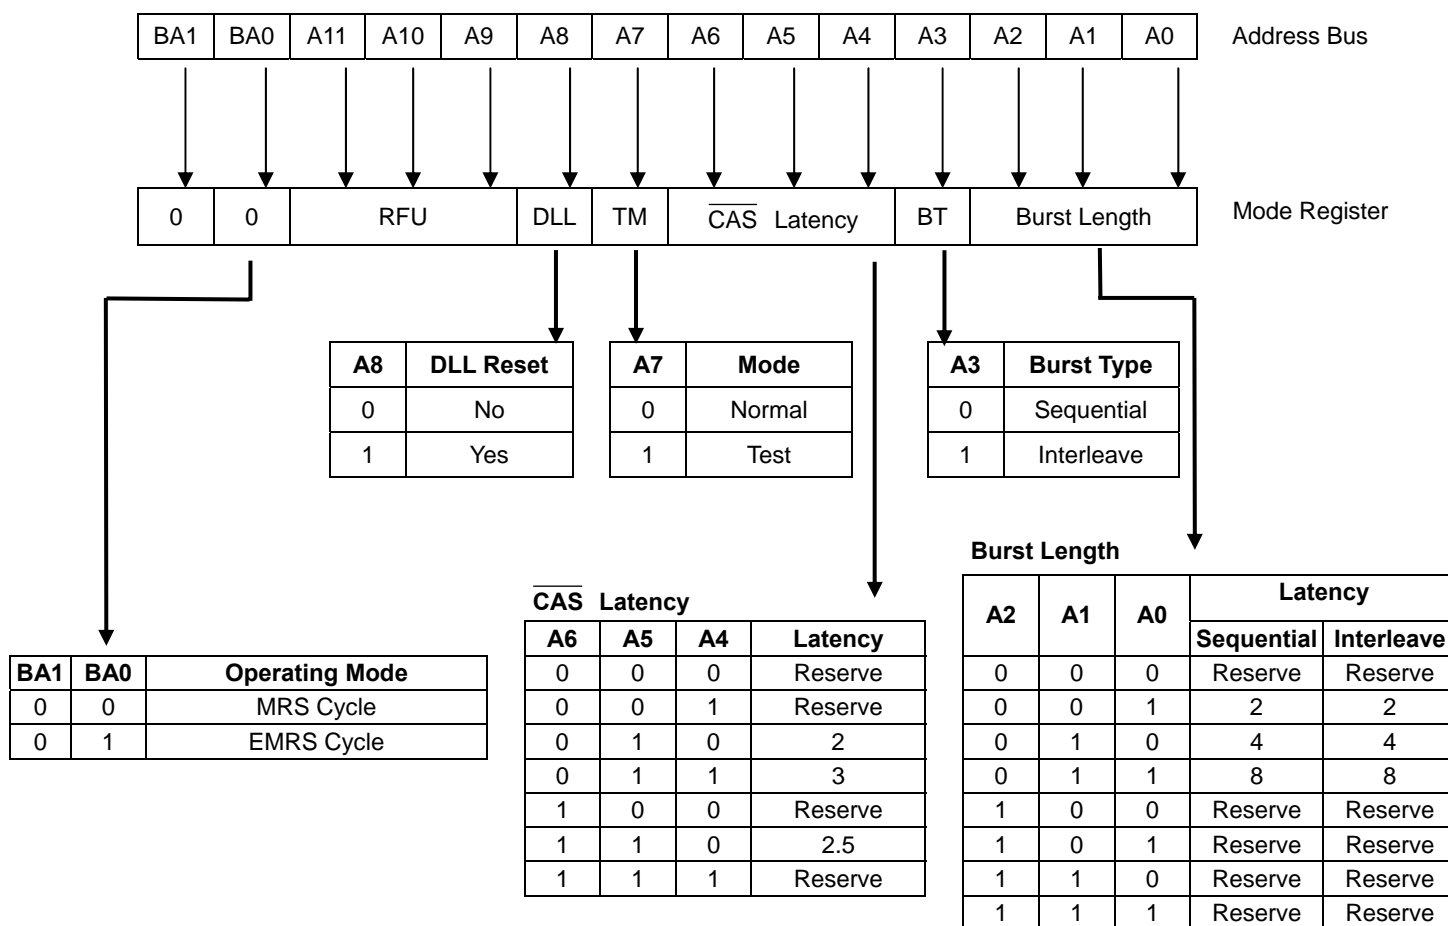 BA1 BA0 A11 A10 A9 A8 A7 A6 A5 A4 A3 A2 A1 A0 Address Bus
0 0 RFU DLL TM CAS Latency BT Burst Length Mode Register
A8 DLL Reset
0 No
1 Yes
A7 Mode
0 Normal
1 Test
A3 Burst Type
0 Sequential
1 Interleave
BA1 BA0 Operating Mode
0 0 MRS Cycle
0 1 EMRS Cycle
CAS Latency
A6 A5 A4 Latency
0 0 0 Reserve
0 0 1 Reserve
0 1 0 2
0 1 1 3
1 0 0 Reserve
1 1 0 2.5
1 1 1 Reserve
Burst Length
A2 A1 A0 Latency
Sequential Interleave
0 0 0 Reserve Reserve
0 0 1 2 2
0 1 0 4 4
0 1 1 8 8
1 0 0 Reserve Reserve
1 0 1 Reserve Reserve
1 1 0 Reserve Reserve
1 1 1 Reserve Reserve